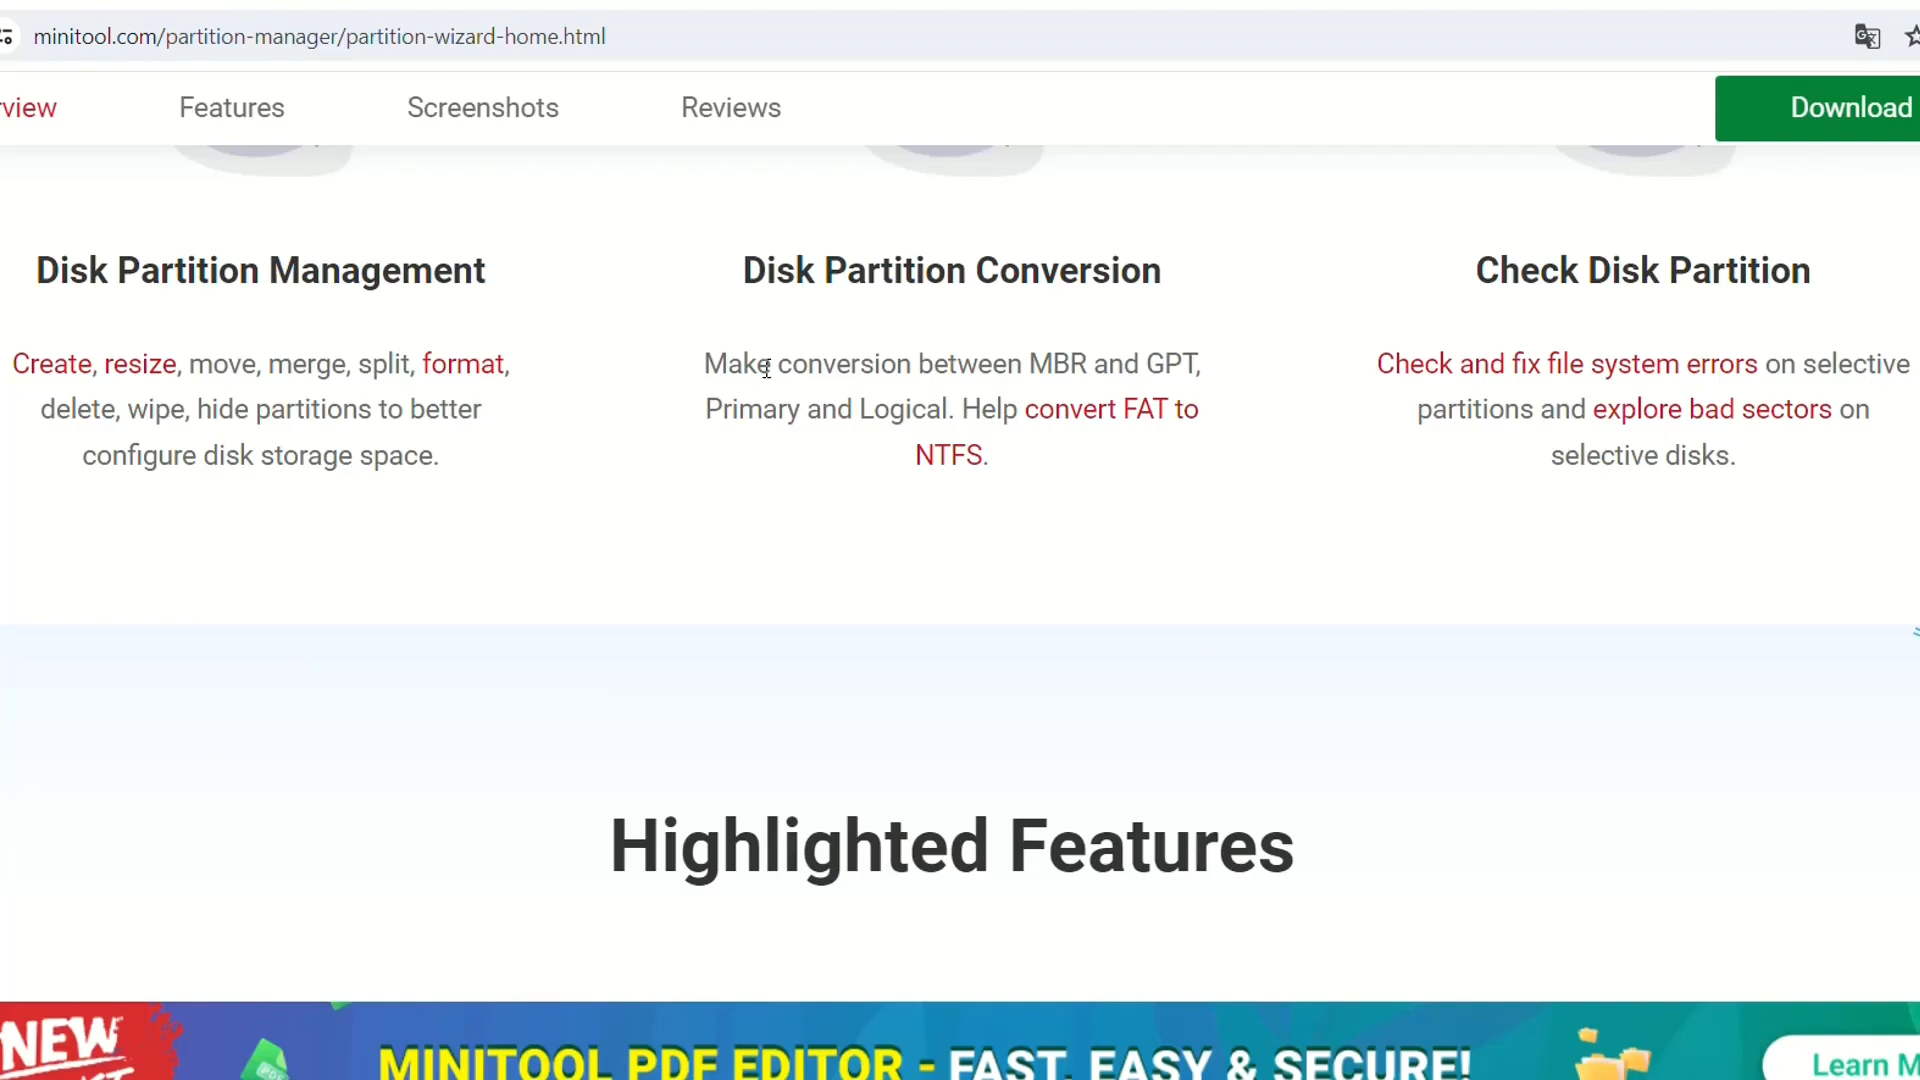 minitool.com/partition-manager/partition-wizard-home.html
Features Screenshots Reviews Download
Disk Partition Management
Create, resize, move, merge, split, format,
delete, wipe, hide partitions to better
configure disk storage space.
Disk Partition Conversion
Make conversion between MBR and GPT,
Primary and Logical. Help convert FAT to
NTFS.
Check Disk Partition
Check and fix file system errors on selective
partitions and explore bad sectors on
selective disks.
Highlighted Features
NEW
MINITOOL PDF EDITOR - FAST, EASY & SECURE!
Learn